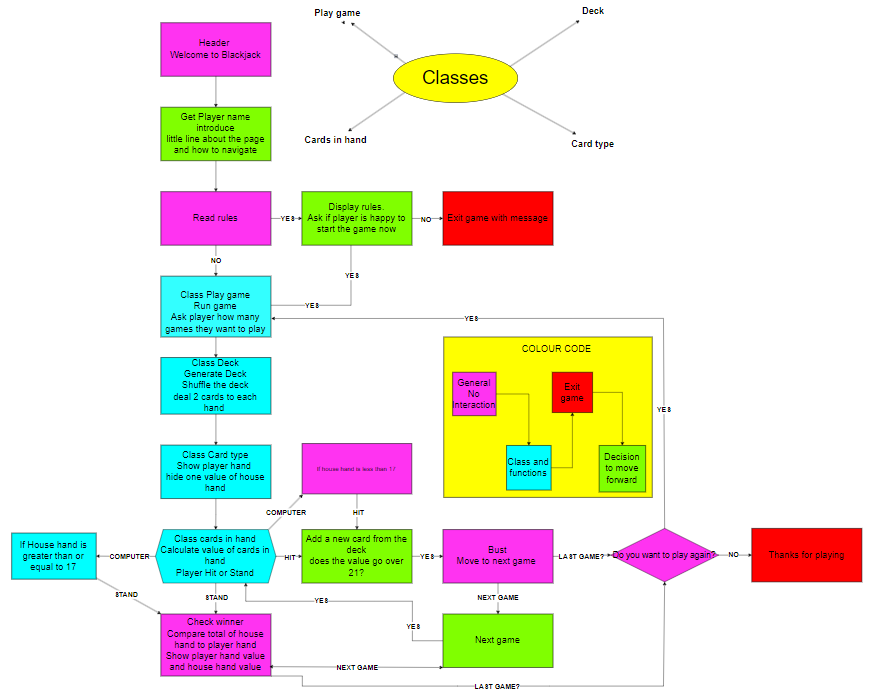 Play game
Deck
Header
Welcome to Blackjack
Classes
Get Player name
introduce
little line about the page
and how to navigate
Cards in hand
Card type
Read rules
YES
Display rules.
Ask if player is happy to
start the game now
NO
Exit game with message
NO
YES
Class Play game
Run game
Ask player how many
games they want to play
YES
YES
COLOUR CODE
Class Deck
Generate Deck
Shuffle the deck
deal 2 cards to each
hand
General
No
Interaction
Exit
game
YES
Class Card type
Show player hand
hide one value of house
hand
If house hand is less than 17
Class and
functions
Decision
to move
forward
COMPUTER
HIT
If House hand is
greater than or
equal to 17
COMPUTER
Class cards in hand
Calculate value of cards in
hand
Player Hit or Stand
HIT
Add a new card from the
deck
does the value go over
21?
YES
Bust
Move to next game
LAST GAME?
Do you want to play again?
NO
Thanks for playing
STAND
STAND
YES
NEXT GAME
Check winner
Compare total of house
hand to player hand
Show player hand value
and house hand value
YES
Next game
NEXT GAME
LAST GAME?